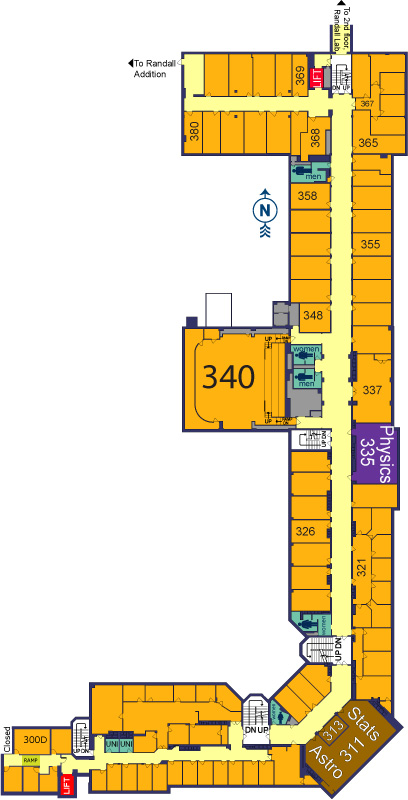 To 2nd floor,
Randall Lab.
To Randall
Addition
369
LIFT
DN UP
367
380
368
365
men
358
N
355
348
women
men
340
337
UP
UP
UP DN
Physics
335
326
321
women
UP DN
Stats
313
311
Astro
DN UP
UP DN
Closed
300D
UNI
UNI
RAMP
LIFT